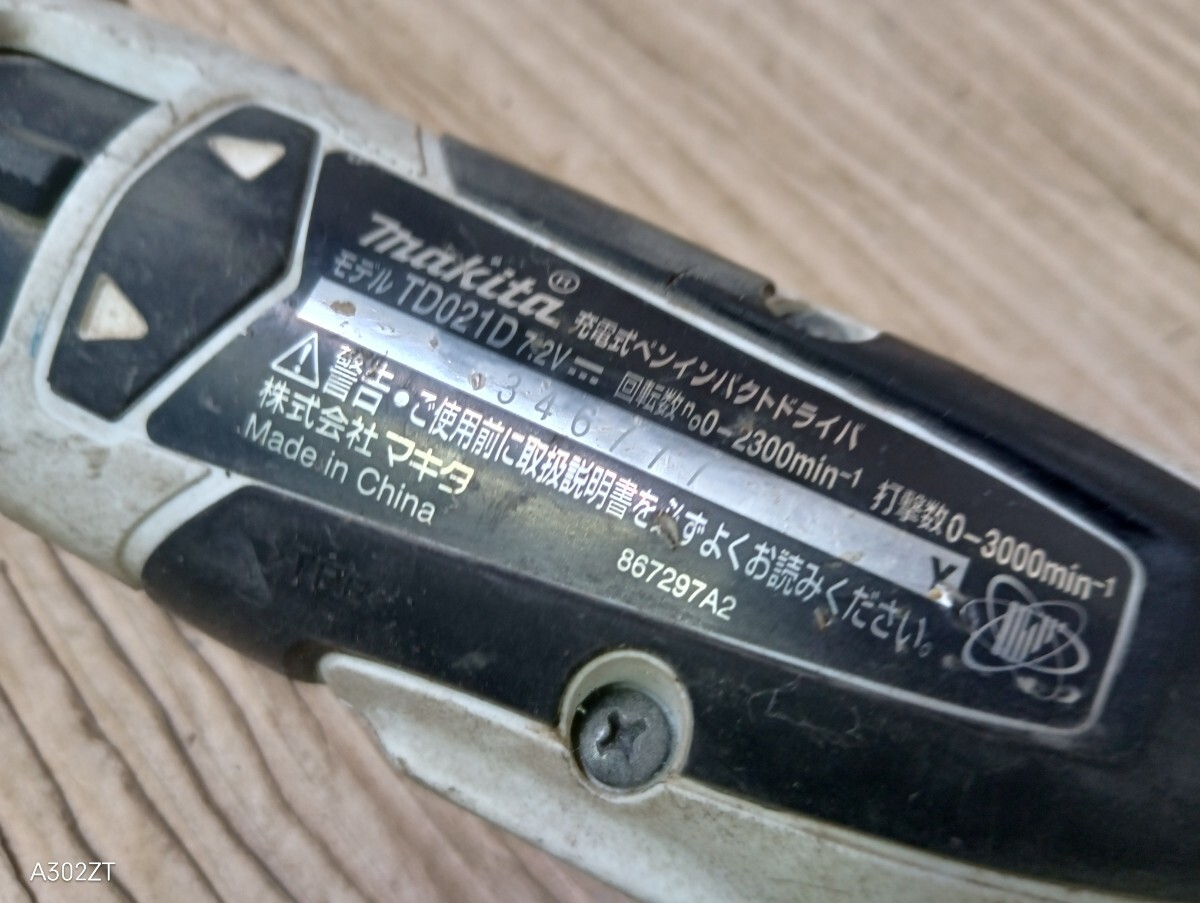 makita® 充電式ペンインパクトドライバ
モデル TD021D 7.2V 回転数n₀0-2300min⁻¹ 打撃数0-3000min⁻¹
Y
警告・ご使用前に取扱説明書を必ずよくお読みください。
株式会社 マキタ
867297A2
Made in China
A302ZT